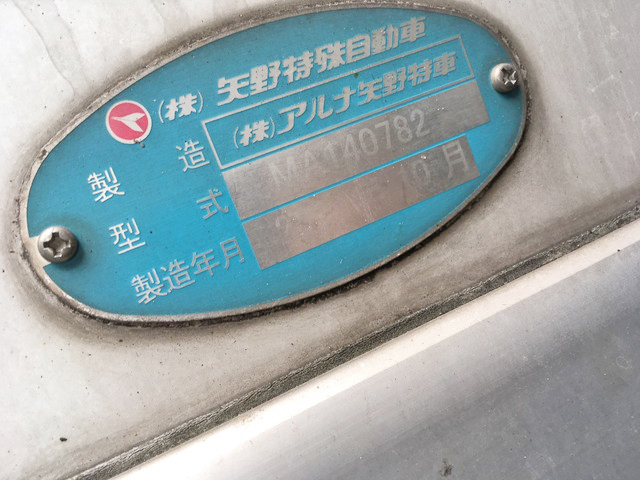 (株) 矢野特殊自動車
製造 (株)アルナ矢野特車
型式 MA140782
製造年月 10月